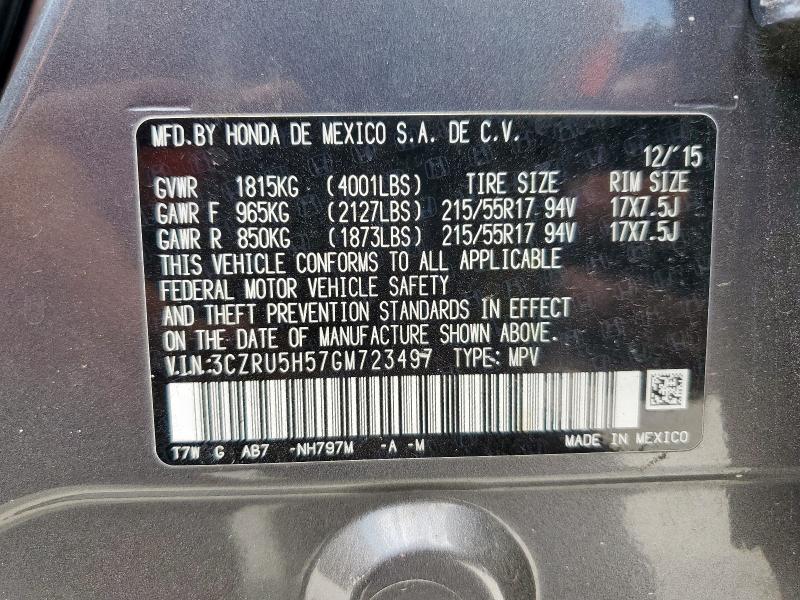 MFD.BY HONDA DE MEXICO S.A. DE C.V.
12/'15
GVWR 1815KG (4001LBS) TIRE SIZE RIM SIZE
GAWR F 965KG (2127LBS) 215/55R17 94V 17X7.5J
GAWR R 850KG (1873LBS) 215/55R17 94V 17X7.5J
THIS VEHICLE CONFORMS TO ALL APPLICABLE
FEDERAL MOTOR VEHICLE SAFETY
AND THEFT PREVENTION STANDARDS IN EFFECT
ON THE DATE OF MANUFACTURE SHOWN ABOVE.
V.I.N:3CZRU5H57GM723497 TYPE: MPV
T7W G AB7 -NH797M -A -M MADE IN MEXICO